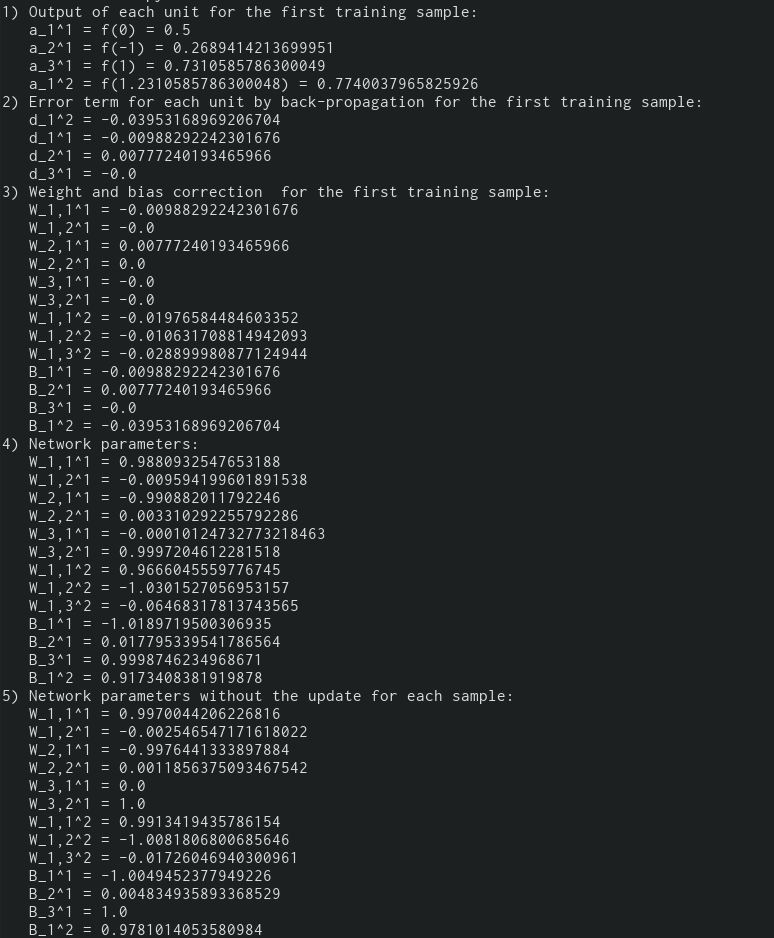 1) Output of each unit for the first training sample:
a_1^1 = f(0) = 0.5
a_2^1 = f(-1) = 0.2689414213699951
a_3^1 = f(1) = 0.7310585786300049
a_1^2 = f(1.2310585786300048) = 0.7740037965825926
2) Error term for each unit by back-propagation for the first training sample:
d_1^2 = -0.03953168969206704
d_1^1 = -0.00988292242301676
d_2^1 = 0.00777240193465966
d_3^1 = -0.0
3) Weight and bias correction  for the first training sample:
W_1,1^1 = -0.00988292242301676
W_1,2^1 = -0.0
W_2,1^1 = 0.00777240193465966
W_2,2^1 = 0.0
W_3,1^1 = -0.0
W_3,2^1 = -0.0
W_1,1^2 = -0.01976584484603352
W_1,2^2 = -0.010631708814942093
W_1,3^2 = -0.028899980877124944
B_1^1 = -0.00988292242301676
B_2^1 = 0.00777240193465966
B_3^1 = -0.0
B_1^2 = -0.03953168969206704
4) Network parameters:
W_1,1^1 = 0.9880932547653188
W_1,2^1 = -0.009594199601891538
W_2,1^1 = -0.990882011792246
W_2,2^1 = 0.003310292255792286
W_3,1^1 = -0.00010124732773218463
W_3,2^1 = 0.9997204612281518
W_1,1^2 = 0.9666045559776745
W_1,2^2 = -1.0301527056953157
W_1,3^2 = -0.06468317813743565
B_1^1 = -1.0189719500306935
B_2^1 = 0.017795339541786564
B_3^1 = 0.9998746234968671
B_1^2 = 0.9173408381919878
5) Network parameters without the update for each sample:
W_1,1^1 = 0.9970044206226816
W_1,2^1 = -0.002546547171618022
W_2,1^1 = -0.9976441333897884
W_2,2^1 = 0.0011856375093467542
W_3,1^1 = 0.0
W_3,2^1 = 1.0
W_1,1^2 = 0.9913419435786154
W_1,2^2 = -1.0081806800685646
W_1,3^2 = -0.01726046940300961
B_1^1 = -1.0049452377949226
B_2^1 = 0.004834935893368529
B_3^1 = 1.0
B_1^2 = 0.9781014053580984